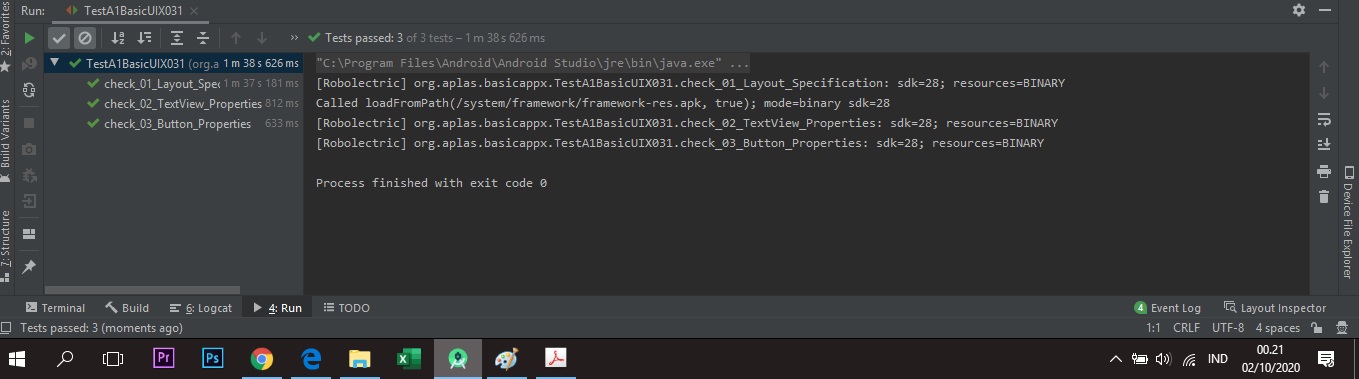 Run: TestA1BasicUIX031
Tests passed: 3 of 3 tests – 1 m 38 s 626 ms
TestA1BasicUIX031 (org.a 1 m 38 s 626 ms
check_01_Layout_Spec 1 m 37 s 181 ms
check_02_TextView_Properties 812 ms
check_03_Button_Properties 633 ms
"C:\Program Files\Android\Android Studio\jre\bin\java.exe" ...
[Robolectric] org.aplas.basicappx.TestA1BasicUIX031.check_01_Layout_Specification: sdk=28; resources=BINARY
Called loadFromPath(/system/framework/framework-res.apk, true); mode=binary sdk=28
[Robolectric] org.aplas.basicappx.TestA1BasicUIX031.check_02_TextView_Properties: sdk=28; resources=BINARY
[Robolectric] org.aplas.basicappx.TestA1BasicUIX031.check_03_Button_Properties: sdk=28; resources=BINARY
Process finished with exit code 0
2: Favorites
Build Variants
7: Structure
Device File Explorer
Terminal Build 6: Logcat 4: Run TODO 4 Event Log Layout Inspector
Tests passed: 3 (moments ago) 1:1 CRLF UTF-8 4 spaces
Pr Ps IND 00.21
02/10/2020